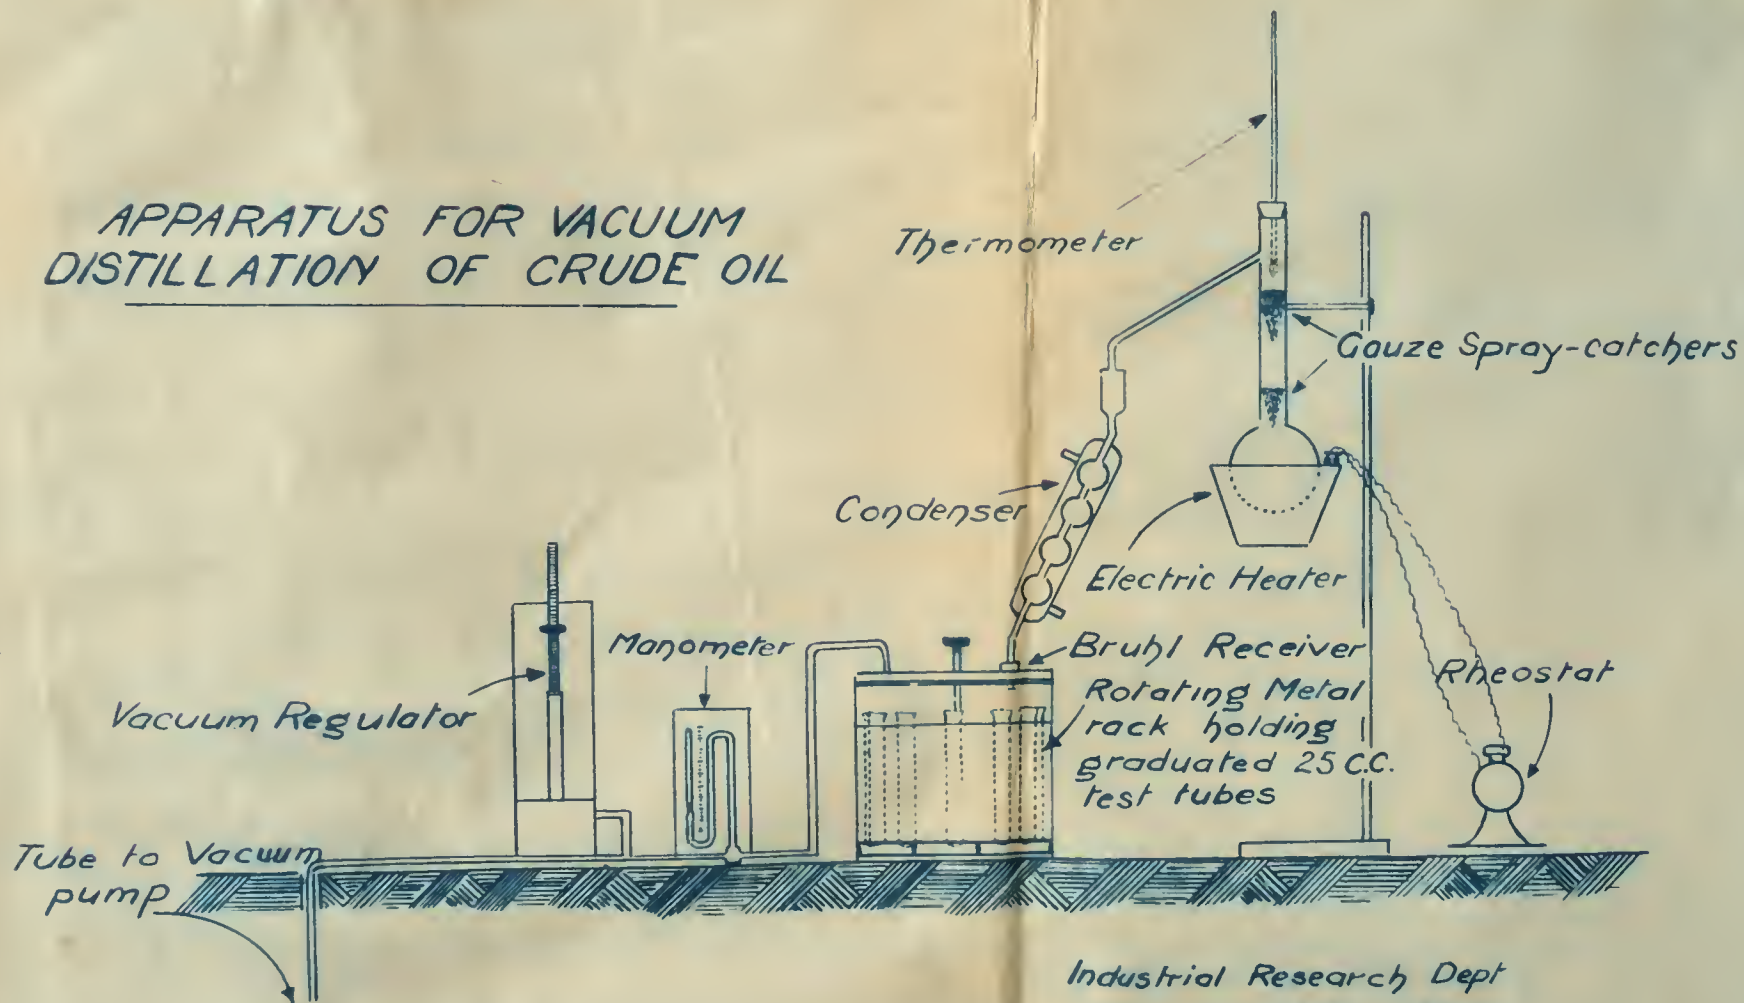 APPARATUS FOR VACUUM
DISTILLATION OF CRUDE OIL
Thermometer
Gauze Spray-catchers
Condenser
Electric Heater
Manometer
Bruhl Receiver
Rheostat
Vacuum Regulator
Rotating Metal
rack holding
graduated 25 C.C.
test tubes
Tube to Vacuum
pump
Industrial Research Dept